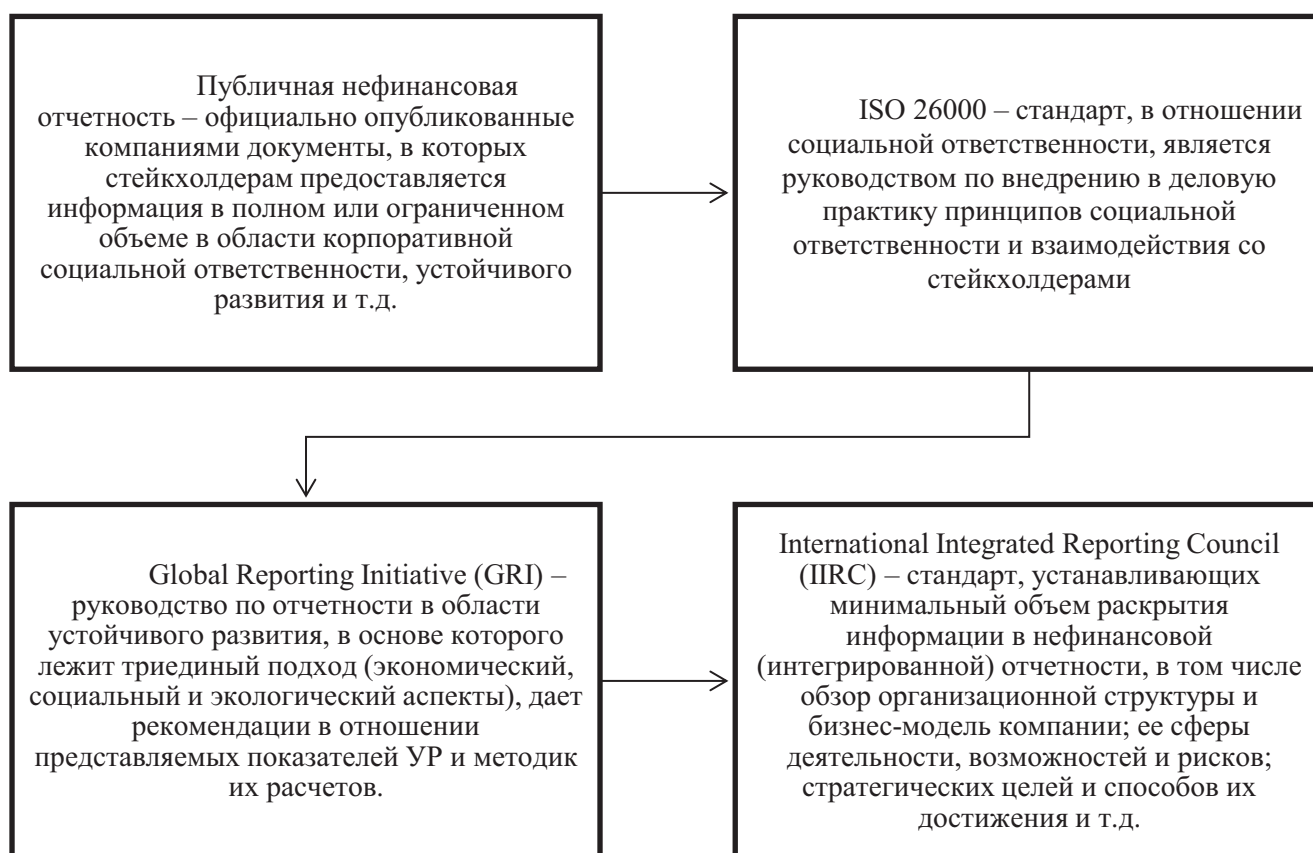 Публичная нефинансовая
отчетность – официально опубликованные
компаниями документы, в которых
стейкхолдерам предоставляется
информация в полном или ограниченном
объеме в области корпоративной
социальной ответственности, устойчивого
развития и т.д.
ISO 26000 – стандарт, в отношении
социальной ответственности, является
руководством по внедрению в деловую
практику принципов социальной
ответственности и взаимодействия со
стейкхолдерами
Global Reporting Initiative (GRI) –
руководство по отчетности в области
устойчивого развития, в основе которого
лежит триединый подход (экономический,
социальный и экологический аспекты), дает
рекомендации в отношении
представляемых показателей УР и методик
их расчетов.
International Integrated Reporting Council
(IIRC) – стандарт, устанавливающих
минимальный объем раскрытия
информации в нефинансовой
(интегрированной) отчетности, в том числе
обзор организационной структуры и
бизнес-модель компании; ее сферы
деятельности, возможностей и рисков;
стратегических целей и способов их
достижения и т.д.